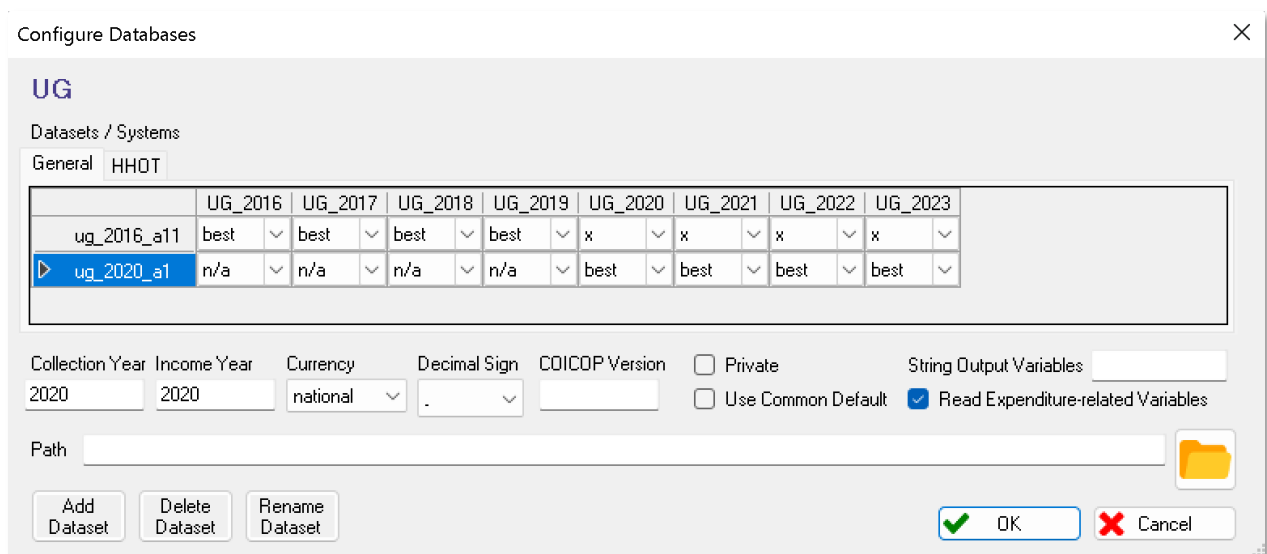 Configure Databases
UG
Datasets / Systems
General HHOT
UG_2016 UG_2017 UG_2018 UG_2019 UG_2020 UG_2021 UG_2022 UG_2023
ug_2016_a11 best best best best x x x x
ug_2020_a1 n/a n/a n/a n/a best best best best
Collection Year Income Year Currency Decimal Sign COICOP Version Private String Output Variables
2020 2020 national . Use Common Default Read Expenditure-related Variables
Path
Add Delete Rename
Dataset Dataset Dataset OK Cancel